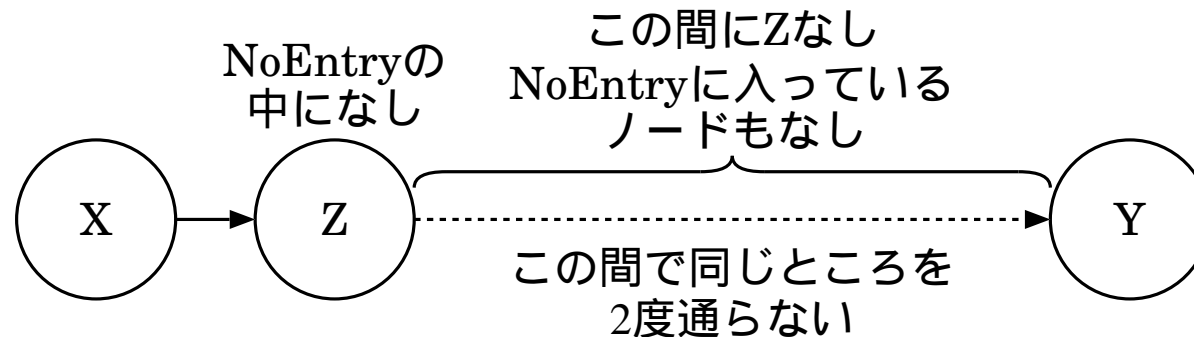 この間にZなし
NoEntryの
NoEntryに入っている
中になし
ノードもなし
X
Z
Y
この間で同じところを
2度通らない